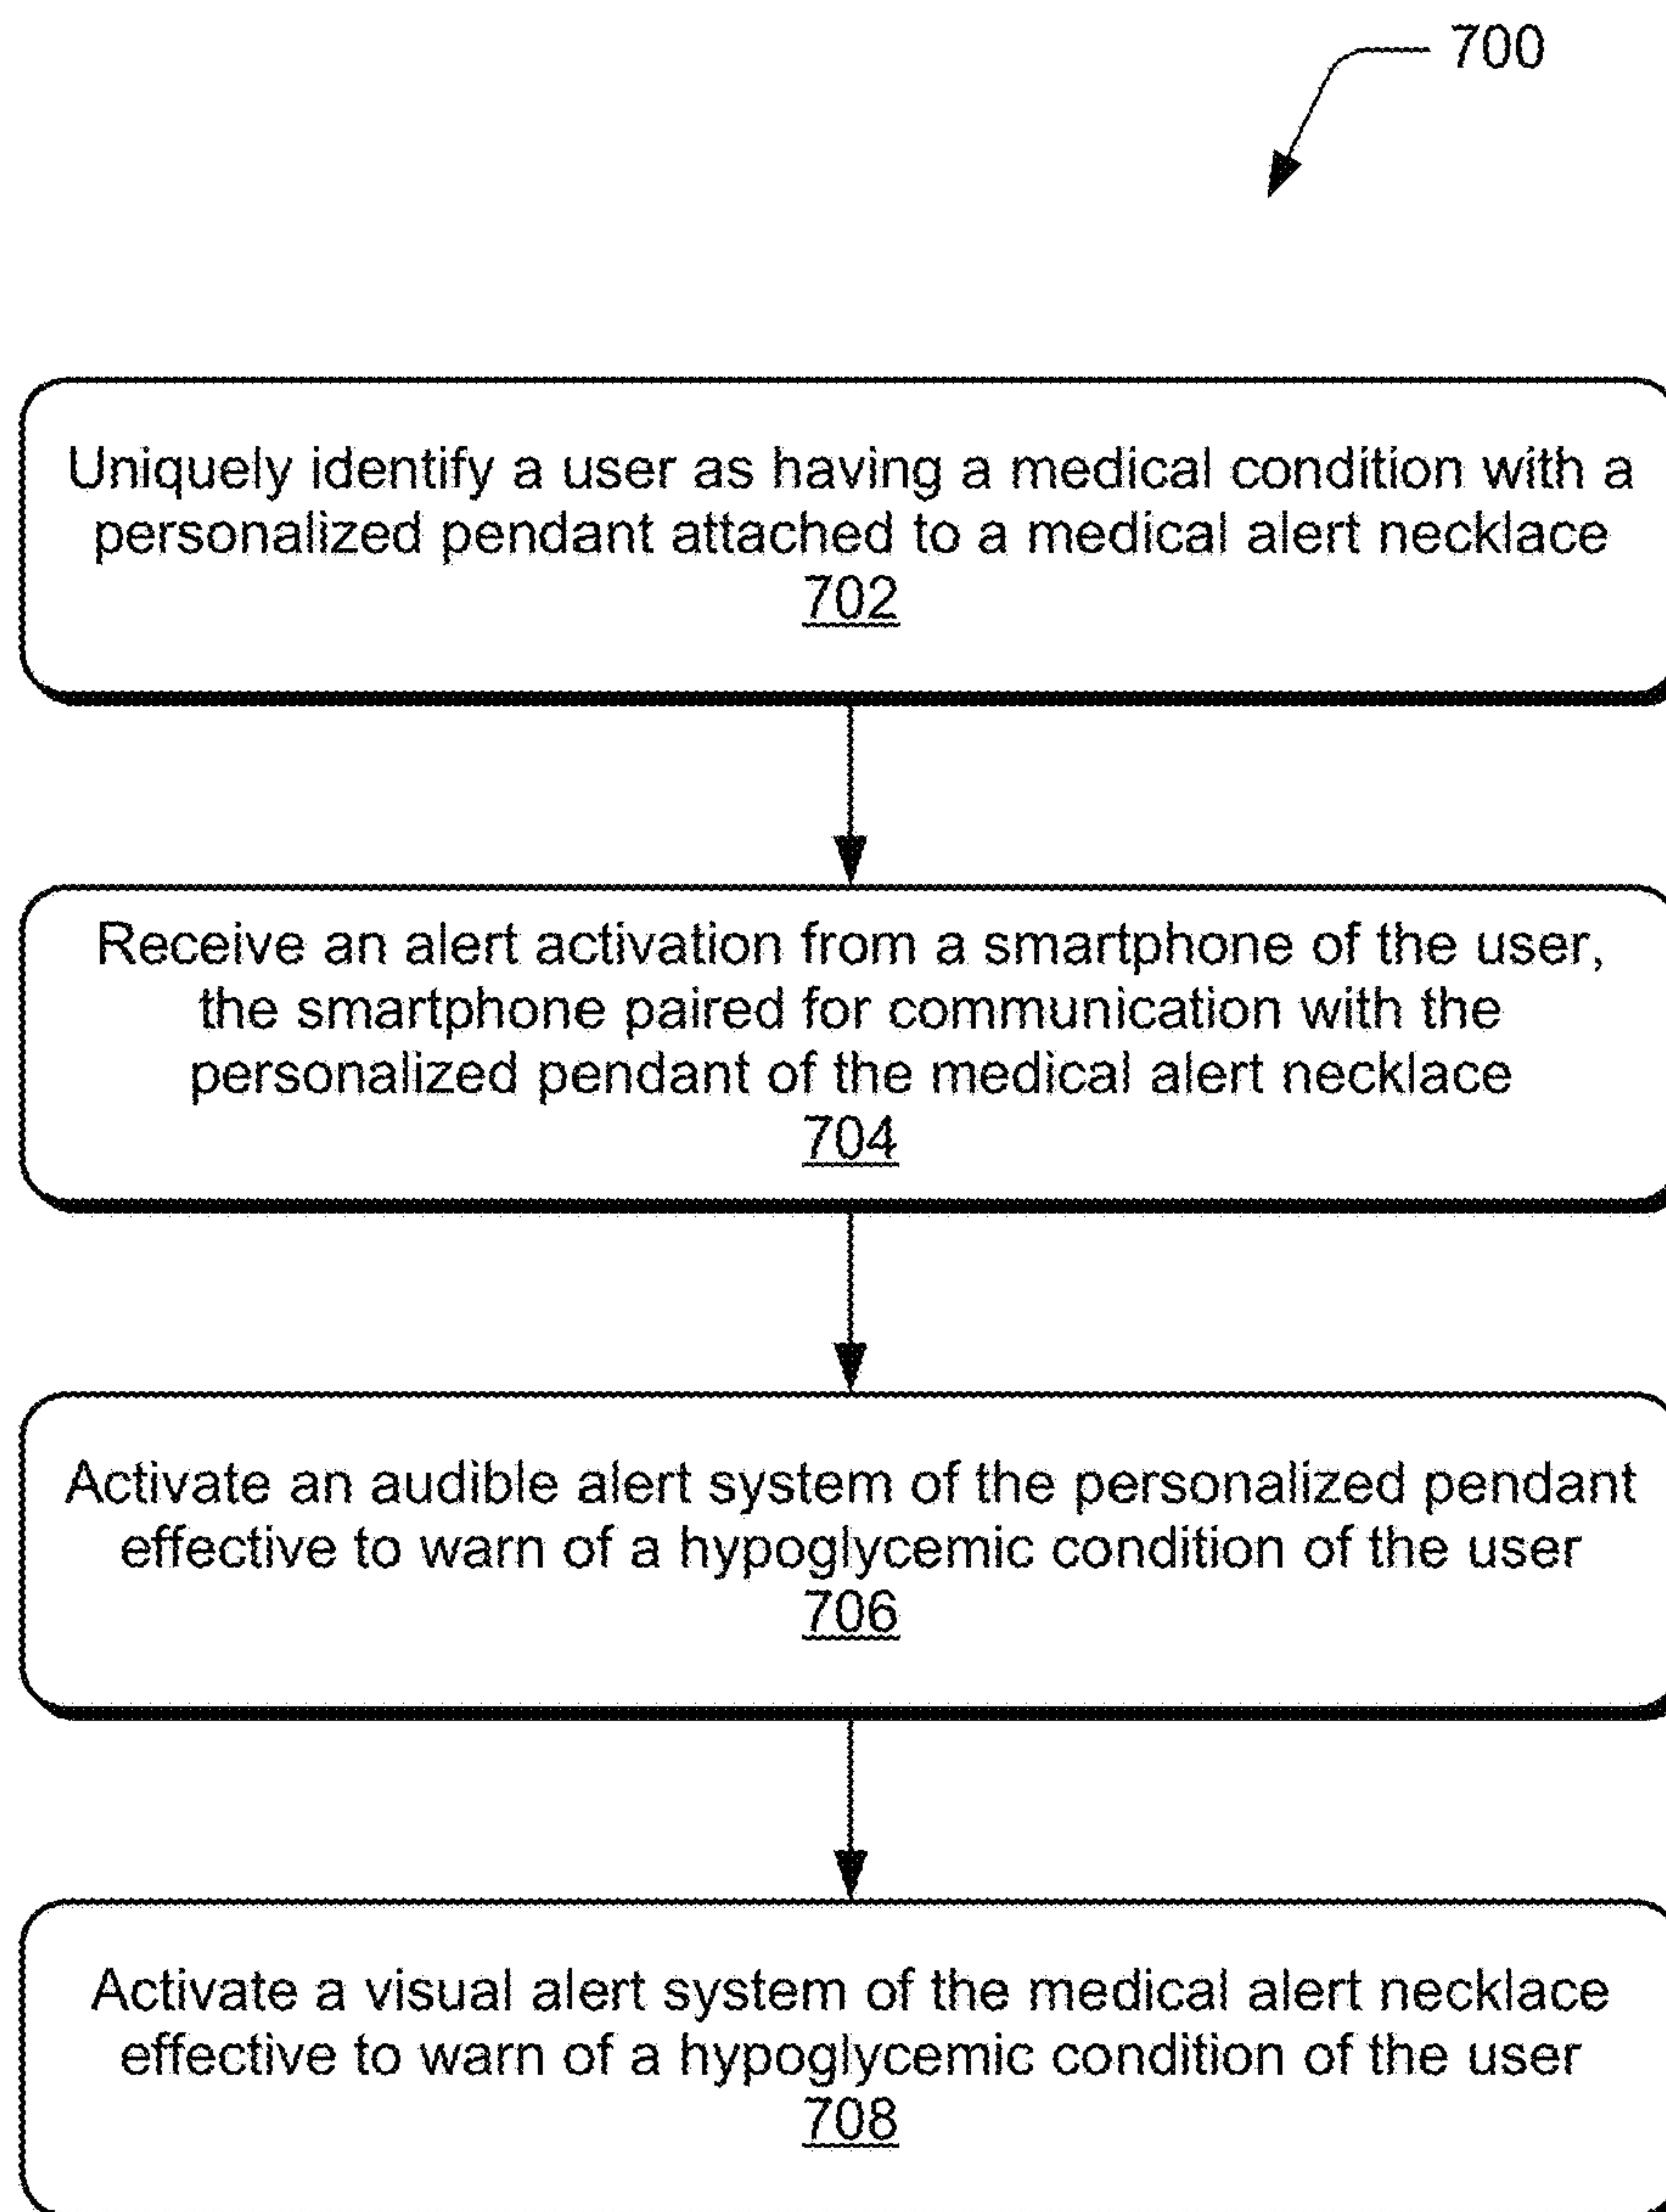 700
Uniquely identify a user as having a medical condition with a
personalized pendant attached to a medical alert necklace
702
Receive an alert activation from a smartphone of the user,
the smartphone paired for communication with the
personalized pendant of the medical alert necklace
704
Activate an audible alert system of the personalized pendant
effective to warn of a hypoglycemic condition of the user
706
Activate a visual alert system of the medical alert necklace
effective to warn of a hypoglycemic condition of the user
708